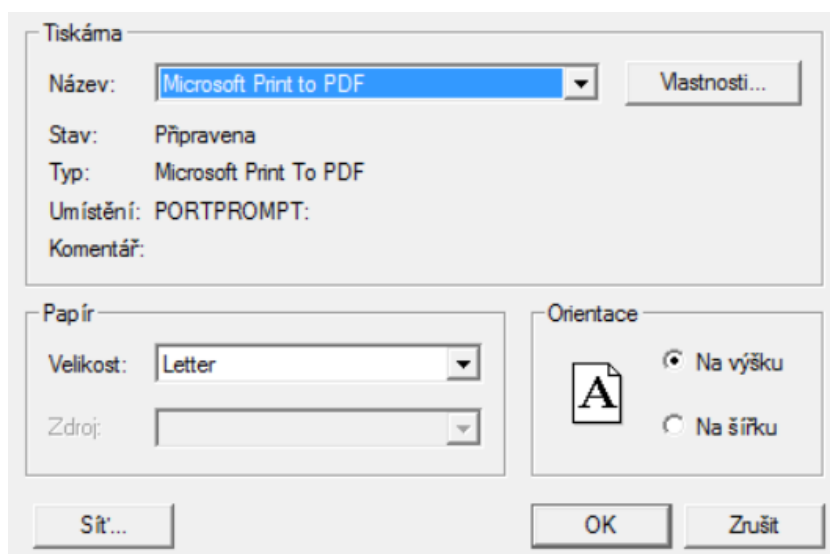 Tiskárna
Název: Microsoft Print to PDF Vlastnosti...
Stav: Připravena
Typ: Microsoft Print To PDF
Umístění: PORTPROMPT:
Komentář:
Papír
Velikost: Letter
Zdroj:
Orientace
A
Na výšku
Na šířku
Síť... OK Zrušit